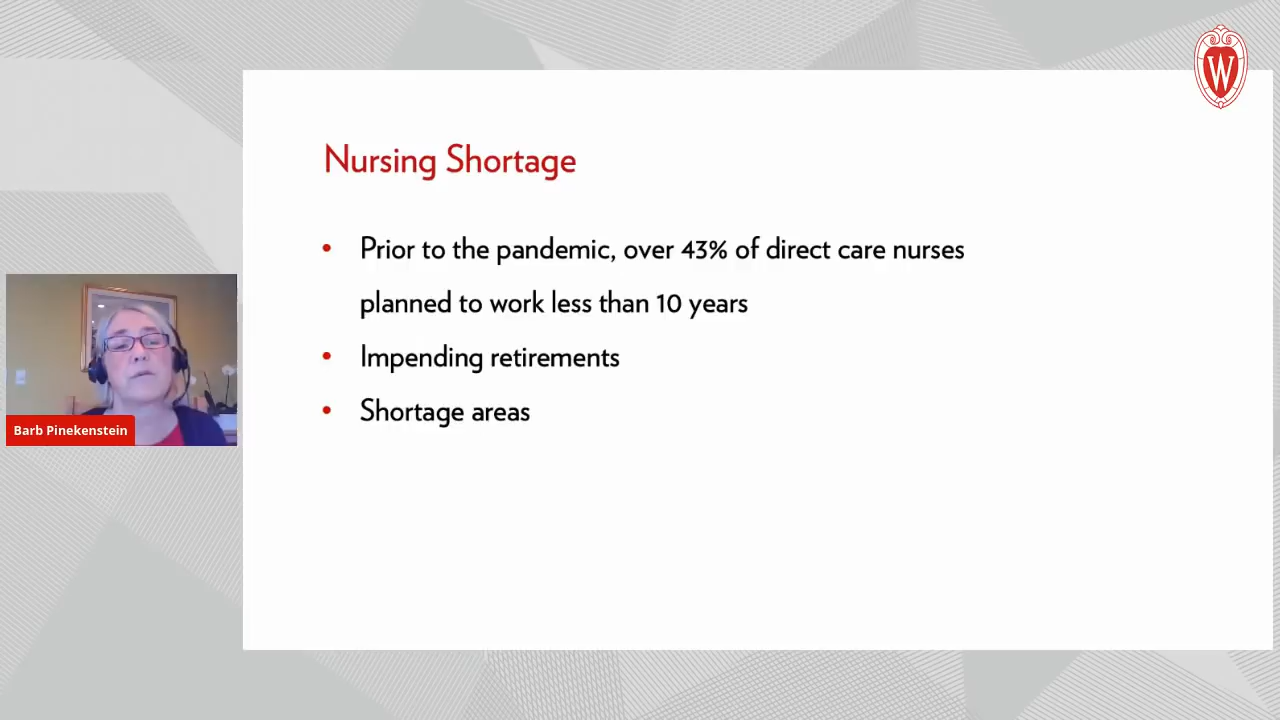 W
Nursing Shortage
• Prior to the pandemic, over 43% of direct care nurses
planned to work less than 10 years
• Impending retirements
• Shortage areas
Barb Pinekenstein